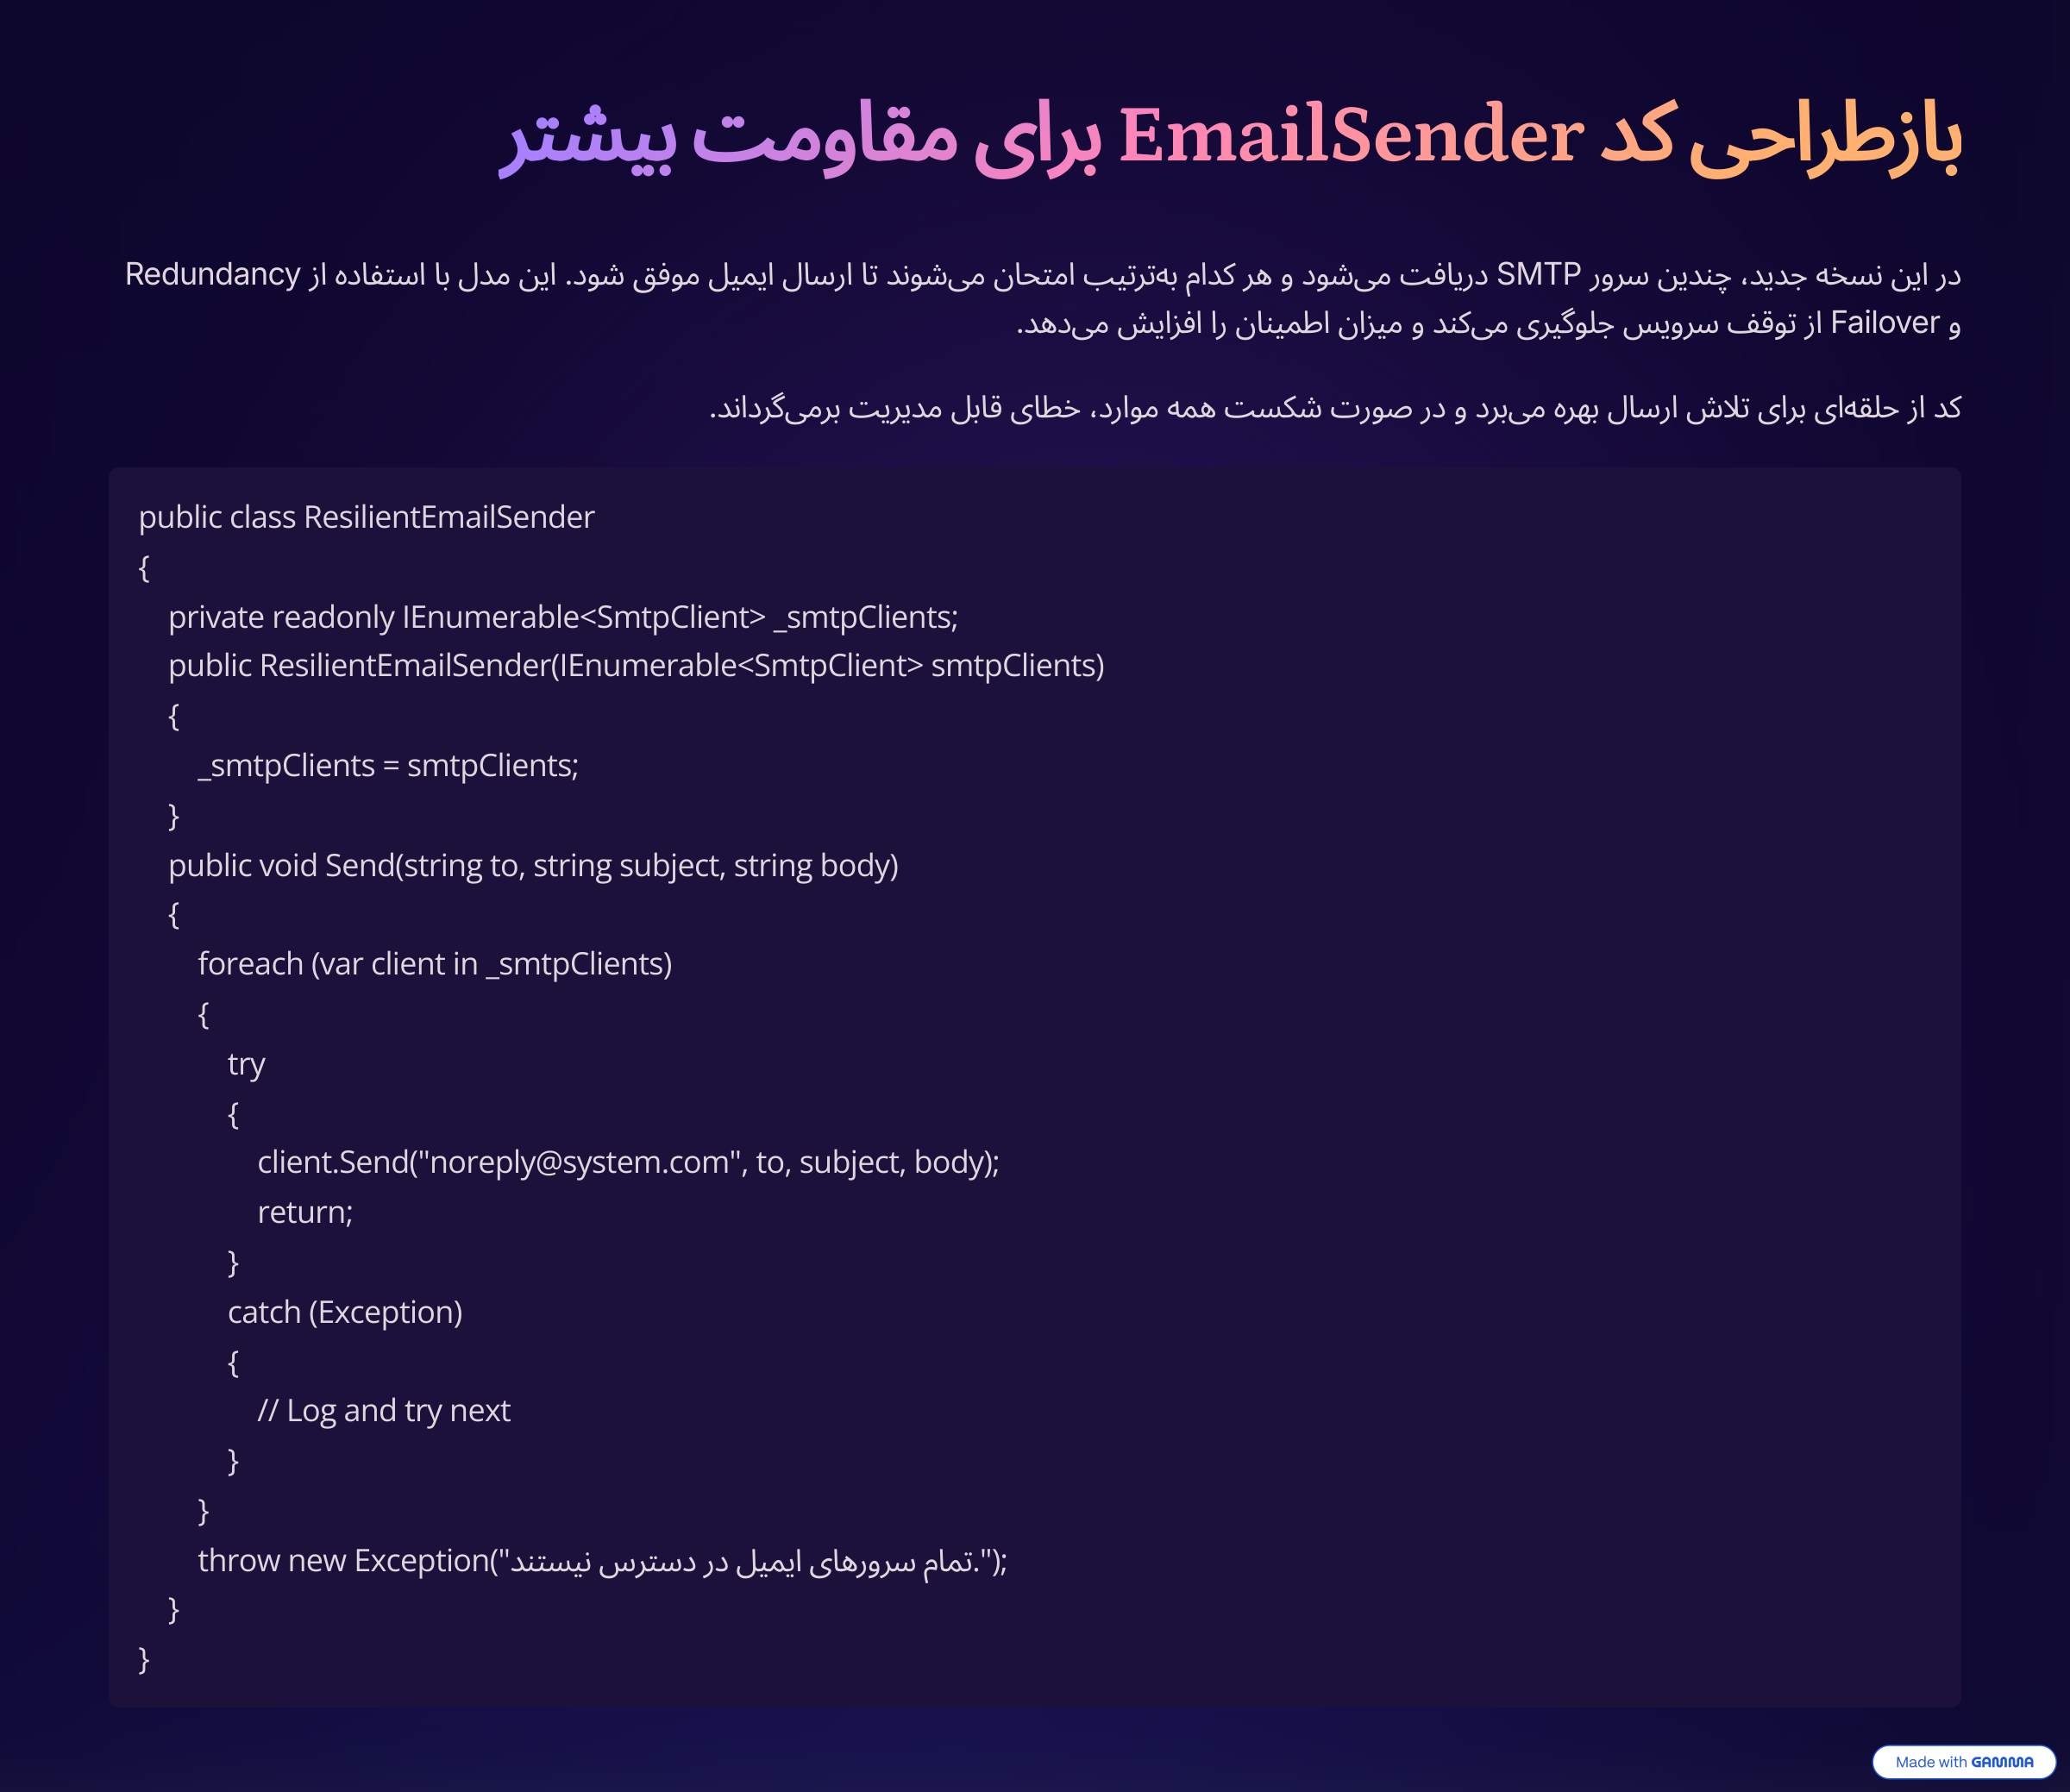 بازطراحی کد EmailSender برای مقاومت بیشتر
در این نسخه جدید، چندین سرور SMTP دریافت می‌شود و هر کدام به‌ترتیب امتحان می‌شوند تا ارسال ایمیل موفق شود. این مدل با استفاده از Redundancy
و Failover از توقف سرویس جلوگیری می‌کند و میزان اطمینان را افزایش می‌دهد.
کد از حلقه‌ای برای تلاش ارسال بهره می‌برد و در صورت شکست همه موارد، خطای قابل مدیریت برمی‌گرداند.
public class ResilientEmailSender
{
    private readonly IEnumerable<SmtpClient> _smtpClients;
    public ResilientEmailSender(IEnumerable<SmtpClient> smtpClients)
    {
        _smtpClients = smtpClients;
    }
    public void Send(string to, string subject, string body)
    {
        foreach (var client in _smtpClients)
        {
            try
            {
                client.Send("noreply@system.com", to, subject, body);
                return;
            }
            catch (Exception)
            {
                // Log and try next
            }
        }
        throw new Exception("تمام سرورهای ایمیل در دسترس نیستند.");
    }
}
Made with GAMMA